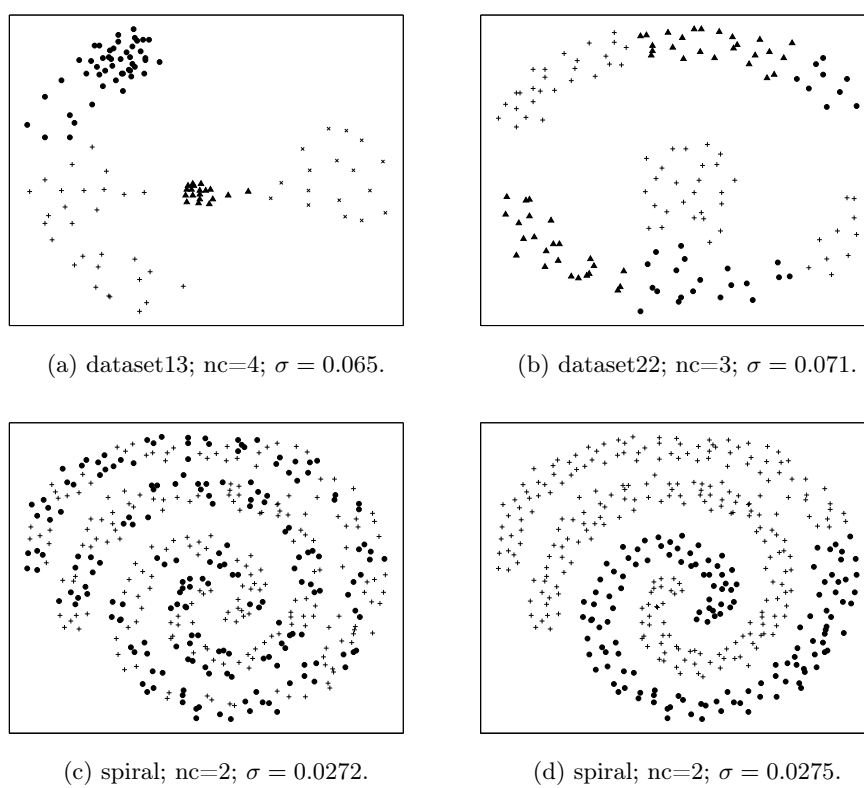 (a) dataset13; nc=4; σ = 0.065.
(b) dataset22; nc=3; σ = 0.071.
(c) spiral; nc=2; σ = 0.0272.
(d) spiral; nc=2; σ = 0.0275.